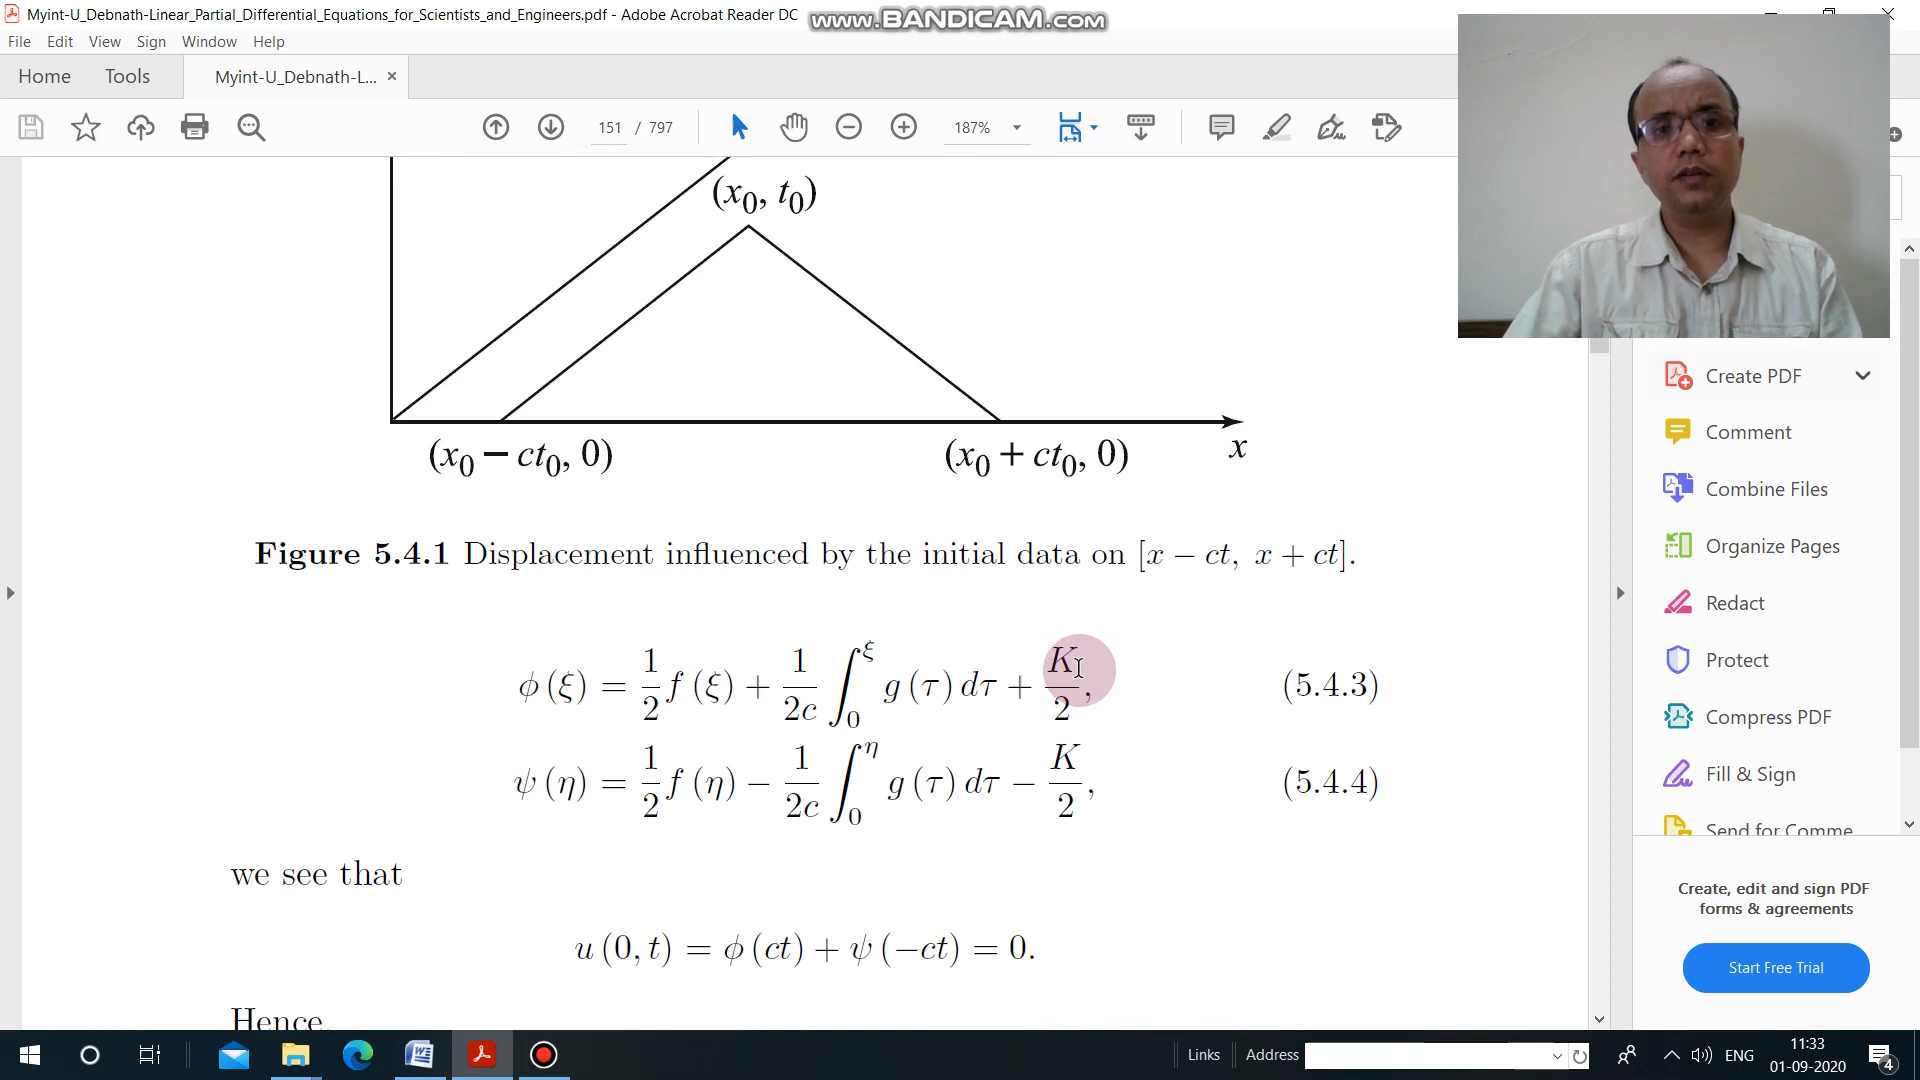 Myint-U_Debnath-Linear_Partial_Differential_Equations_for_Scientists_and_Engineers.pdf - Adobe Acrobat Reader DC
www.BANDICAM.com
File Edit View Sign Window Help
Home Tools Myint-U_Debnath-L... ×
151 / 797 187%
(x₀, t₀)
(x₀ − ct₀, 0) (x₀ + ct₀, 0) x
Figure 5.4.1 Displacement influenced by the initial data on [x − ct, x + ct].
ϕ (ξ) = 1/2 f (ξ) + 1/2c ∫₀^ξ g (τ) dτ + K/2, (5.4.3)
ψ (η) = 1/2 f (η) − 1/2c ∫₀^η g (τ) dτ − K/2, (5.4.4)
we see that
u (0, t) = ϕ (ct) + ψ (−ct) = 0.
Hence,
Create PDF
Comment
Combine Files
Organize Pages
Redact
Protect
Compress PDF
Fill & Sign
Send for Comme
Create, edit and sign PDF
forms & agreements
Start Free Trial
Links Address ENG 11:33
01-09-2020 4